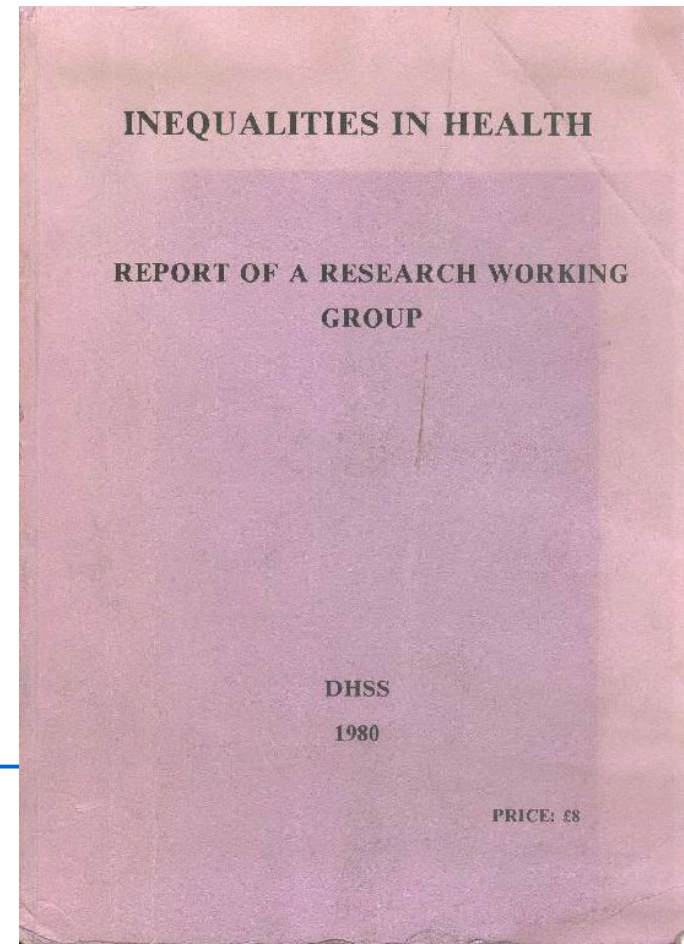 INEQUALITIES IN HEALTH
REPORT OF A RESEARCH WORKING
GROUP
DHSS
1980
PRICE: £8